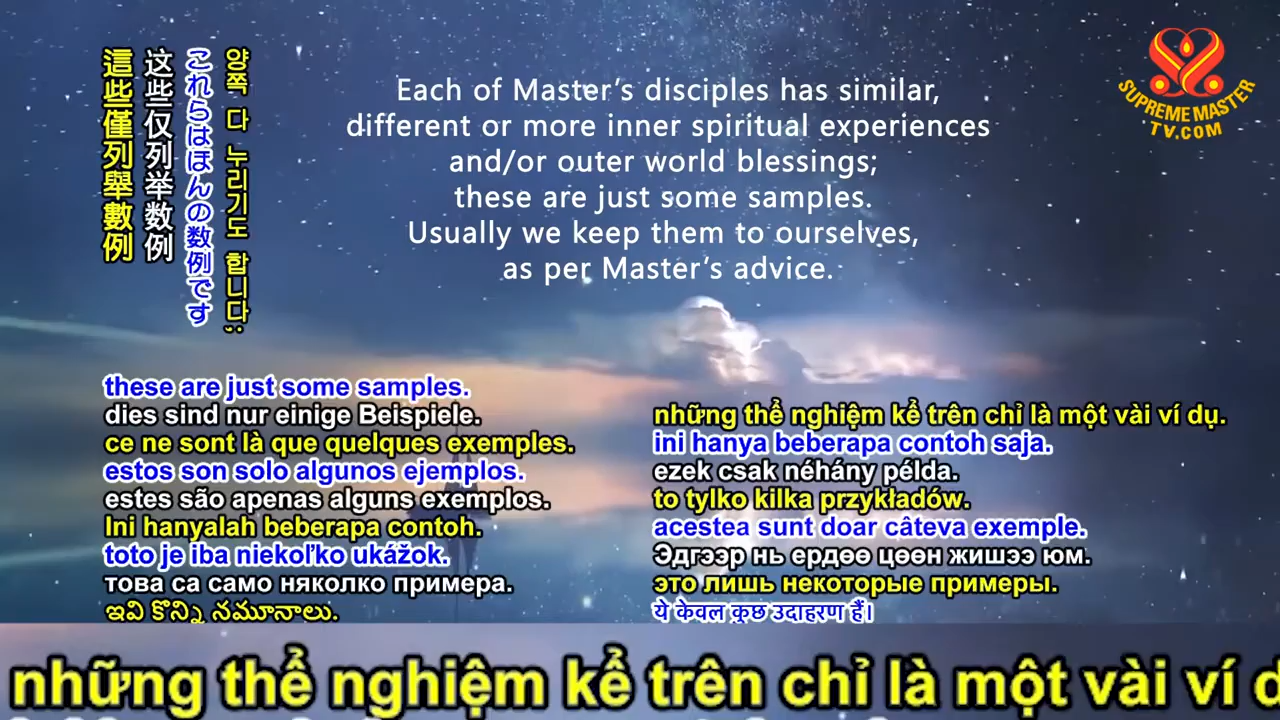 這些僅列舉數例
这些仅列举数例
これらはほんの数例です
양쪽 다 누리기도 합니다;
Each of Master's disciples has similar,
different or more inner spiritual experiences
and/or outer world blessings;
these are just some samples.
Usually we keep them to ourselves,
as per Master's advice.
SUPREME MASTER
TV.COM
these are just some samples.
dies sind nur einige Beispiele.
ce ne sont là que quelques exemples.
estos son solo algunos ejemplos.
estes são apenas alguns exemplos.
Ini hanyalah beberapa contoh.
toto je iba niekoľko ukážok.
това са само няколко примера.
ఇవి కొన్ని నమూనాలు.
những thể nghiệm kể trên chỉ là một vài ví dụ.
ini hanya beberapa contoh saja.
ezek csak néhány példa.
to tylko kilka przykładów.
acestea sunt doar câteva exemple.
Эдгээр нь ердөө цөөн жишээ юм.
это лишь некоторые примеры.
ये केवल कुछ उदाहरण हैं।
những thể nghiệm kể trên chỉ là một vài ví